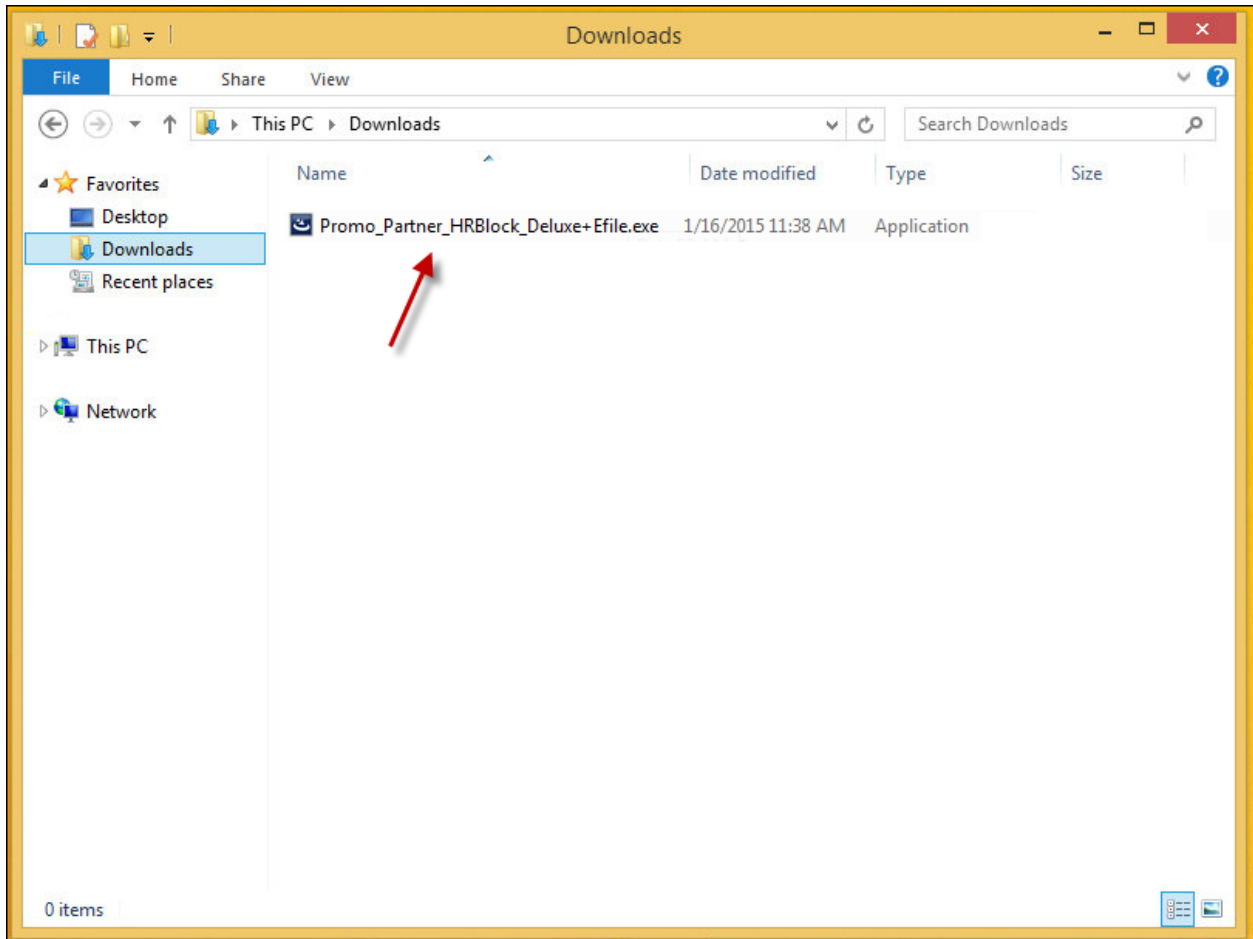 Downloads
File Home Share View
This PC Downloads Search Downloads
Name Date modified Type Size
Favorites
Desktop
Downloads
Recent places
This PC
Network
Promo_Partner_HRBlock_Deluxe+Efile.exe 1/16/2015 11:38 AM Application
0 items